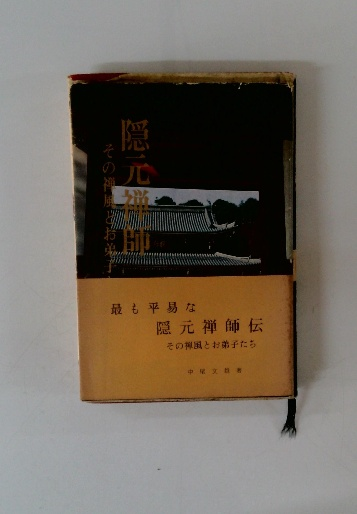 隠元禅師
その禅風とお弟子
最も平易な
隠元禅師伝
その禅風とお弟子たち